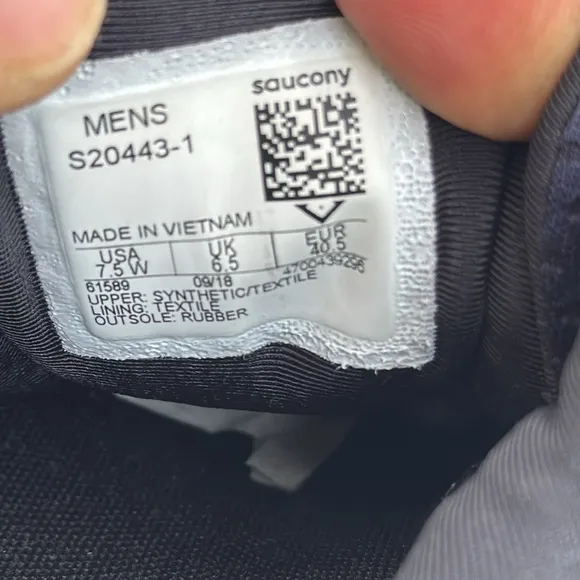 saucony
MENS
S20443-1
MADE IN VIETNAM
USA UK EUR
7.5 W 6.5 40.5
61589 09/18 4700439296
UPPER: SYNTHETIC/TEXTILE
LINING: TEXTILE
OUTSOLE: RUBBER